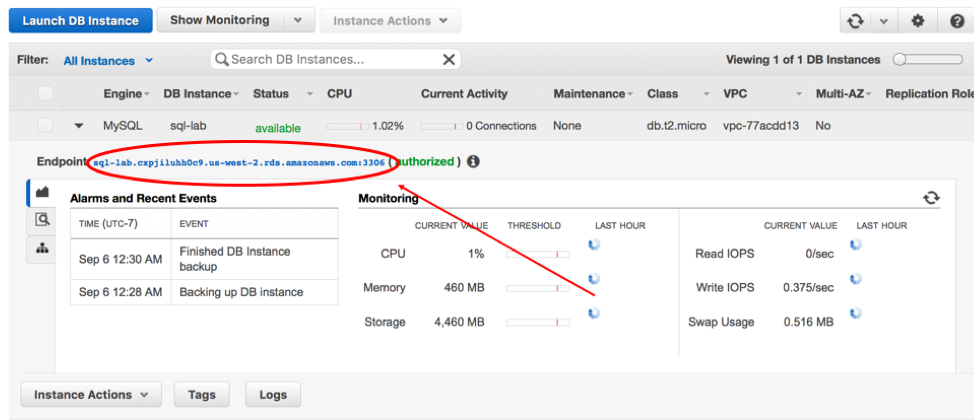 Launch DB Instance Show Monitoring Instance Actions
Filter: All Instances Search DB Instances... Viewing 1 of 1 DB Instances
Engine DB Instance Status CPU Current Activity Maintenance Class VPC Multi-AZ Replication Role
MySQL sql-lab available 1.02% 0 Connections None db.t2.micro vpc-77acdd13 No
Endpoint: sql-lab.cxpjiluhh0c9.us-west-2.rds.amazonaws.com:3306 ( authorized )
Alarms and Recent Events Monitoring
TIME (UTC-7) EVENT CURRENT VALUE THRESHOLD LAST HOUR CURRENT VALUE LAST HOUR
Sep 6 12:30 AM Finished DB Instance backup CPU 1% Read IOPS 0/sec
Sep 6 12:28 AM Backing up DB instance Memory 460 MB Write IOPS 0.375/sec
Storage 4,460 MB Swap Usage 0.516 MB
Instance Actions Tags Logs